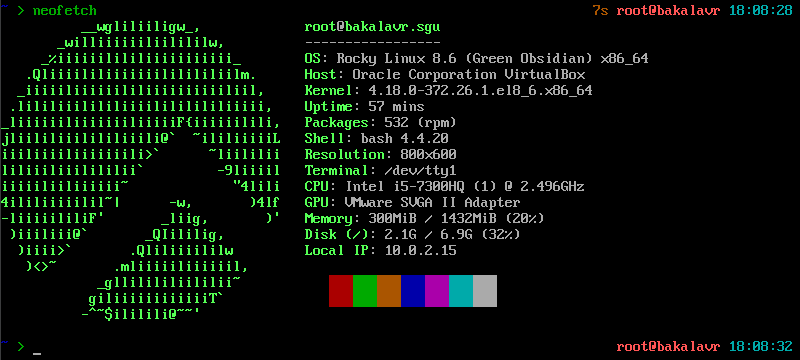 ~ > neofetch 7s root@bakalavr 18:08:28
root@bakalavr.sgu
-----------------
OS: Rocky Linux 8.6 (Green Obsidian) x86_64
Host: Oracle Corporation VirtualBox
Kernel: 4.18.0-372.26.1.el8_6.x86_64
Uptime: 57 mins
Packages: 532 (rpm)
Shell: bash 4.4.20
Resolution: 800x600
Terminal: /dev/tty1
CPU: Intel i5-7300HQ (1) @ 2.496GHz
GPU: VMware SVGA II Adapter
Memory: 300MiB / 1432MiB (20%)
Disk (/): 2.1G / 6.9G (32%)
Local IP: 10.0.2.15
~ > _ root@bakalavr 18:08:32